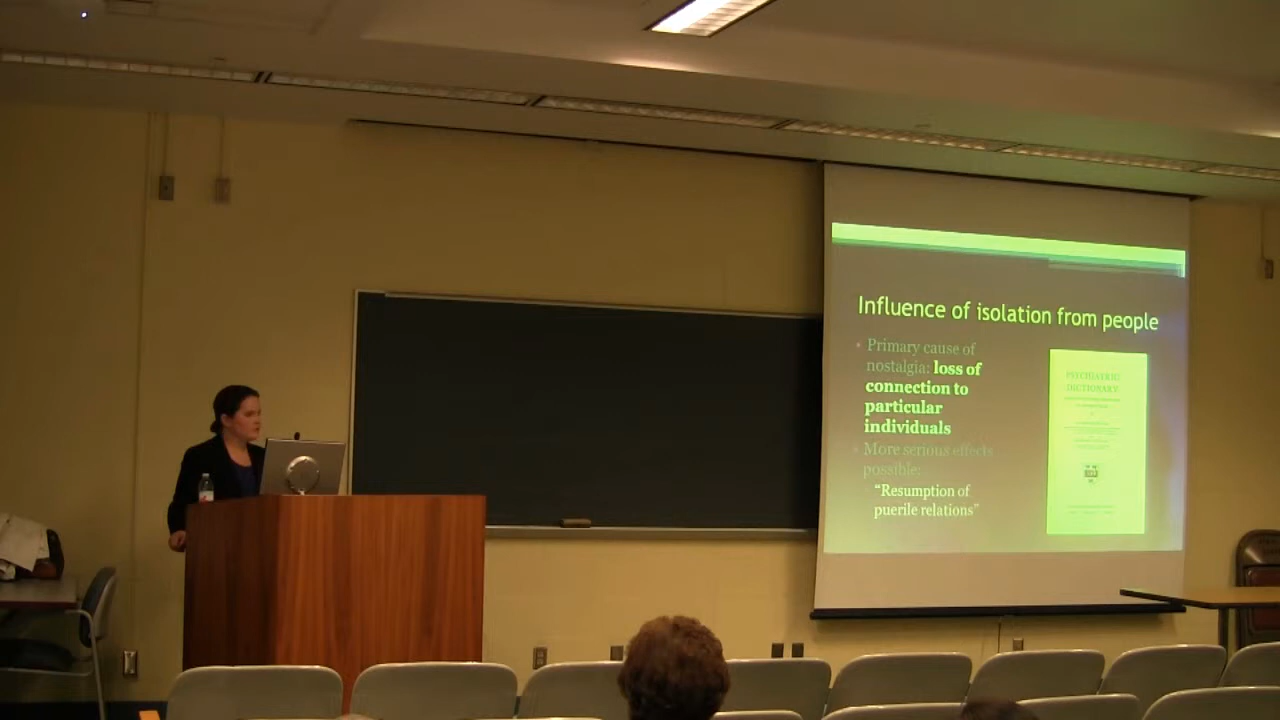 Influence of isolation from people
• Primary cause of
nostalgia: loss of
connection to
particular
individuals
• More serious effects
possible:
“Resumption of
puerile relations”
PSYCHIATRIC
DICTIONARY